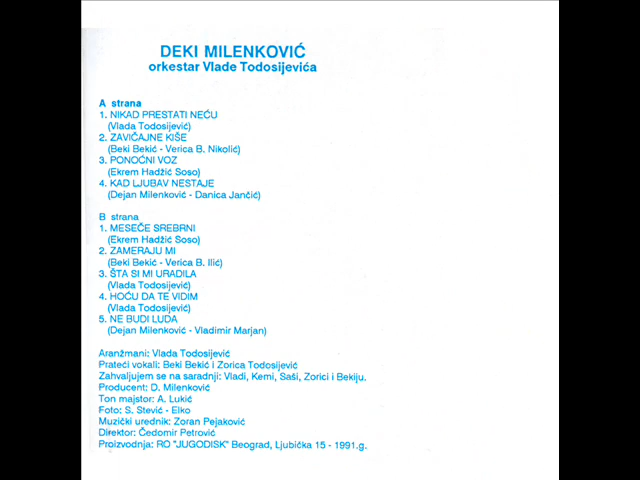 DEKI MILENKOVIĆ
orkestar Vlade Todosijevića
A strana
1. NIKAD PRESTATI NEĆU
(Vlada Todosijević)
2. ZAVIČAJNE KIŠE
(Beki Bekić - Verica B. Nikolić)
3. PONOĆNI VOZ
(Ekrem Hadžić Soso)
4. KAD LJUBAV NESTAJE
(Dejan Milenković - Danica Jančić)
B strana
1. MESEČE SREBRNI
(Ekrem Hadžić Soso)
2. ZAMERAJU MI
(Beki Bekić - Verica B. Ilić)
3. ŠTA SI MI URADILA
(Vlada Todosijević)
4. HOĆU DA TE VIDIM
(Vlada Todosijević)
5. NE BUDI LUDA
(Dejan Milenković - Vladimir Marjan)
Aranžmani: Vlada Todosijević
Prateći vokali: Beki Bekić i Zorica Todosijević
Zahvaljujem se na saradnji: Vladi, Kemi, Saši, Zorici i Bekiju.
Producent: D. Milenković
Ton majstor: A. Lukić
Foto: S. Stević - Elko
Muzički urednik: Zoran Pejaković
Direktor: Čedomir Petrović
Proizvodnja: RO "JUGODISK" Beograd, Ljubička 15 - 1991.g.